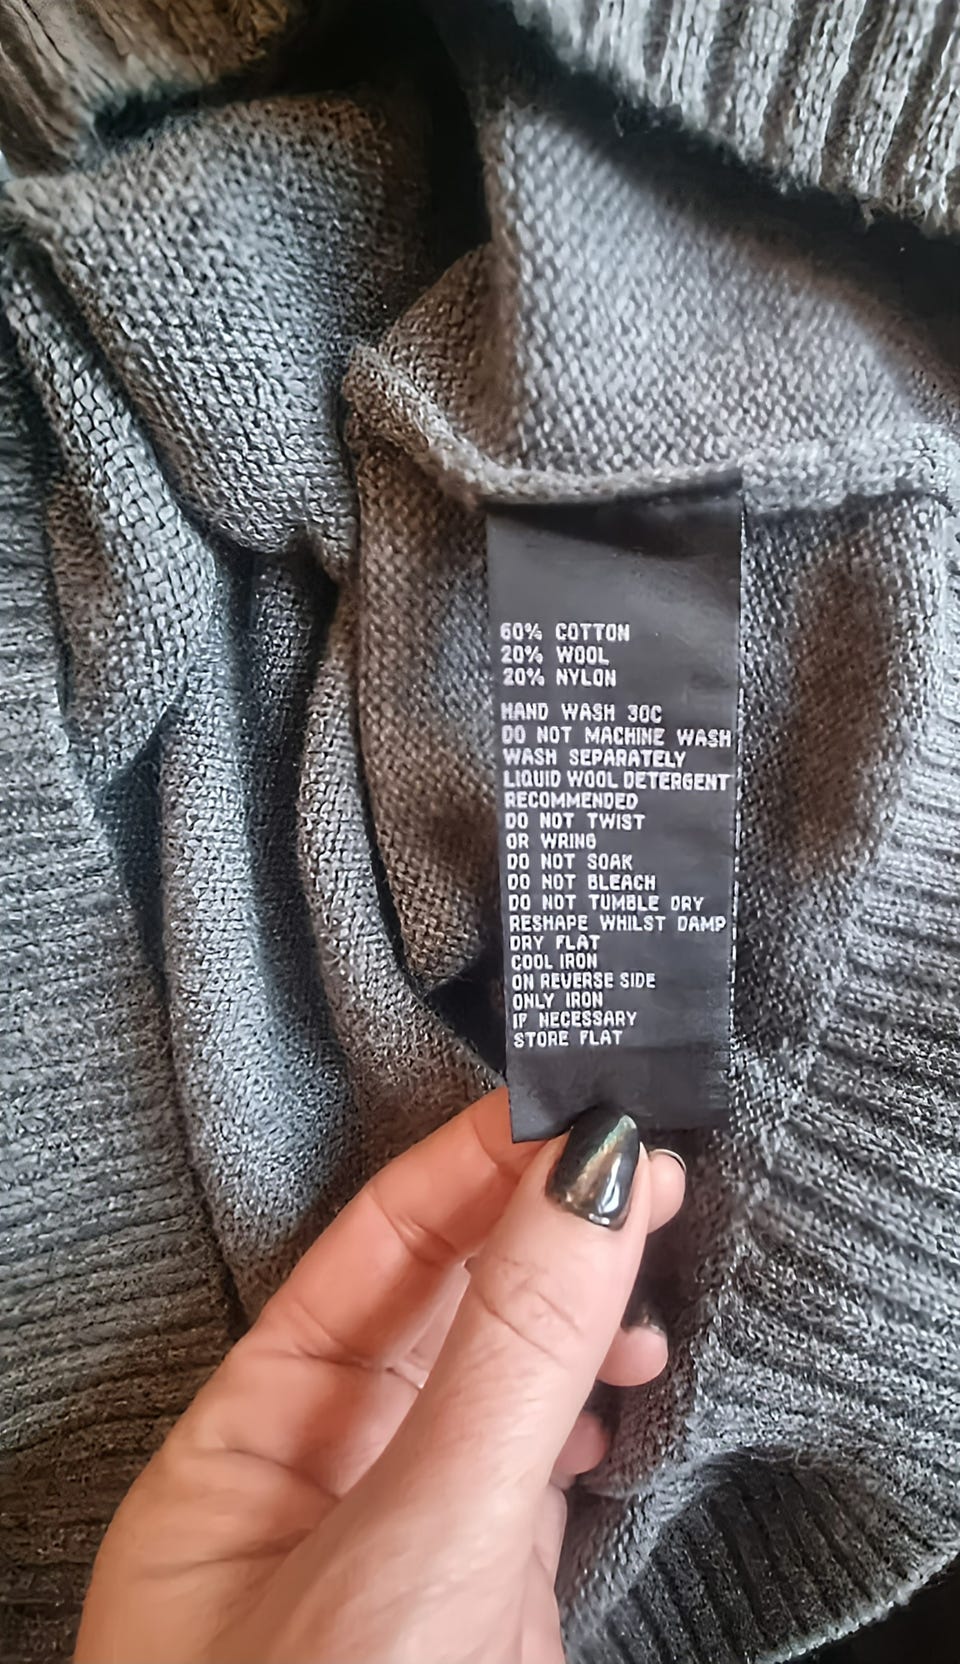 60% COTTON
20% WOOL
20% NYLON
HAND WASH 30C
DO NOT MACHINE WASH
WASH SEPARATELY
LIQUID WOOL DETERGENT
RECOMMENDED
DO NOT TWIST
OR WRING
DO NOT SOAK
DO NOT BLEACH
DO NOT TUMBLE DRY
RESHAPE WHILST DAMP
DRY FLAT
COOL IRON
ON REVERSE SIDE
ONLY IRON
IF NECESSARY
STORE FLAT